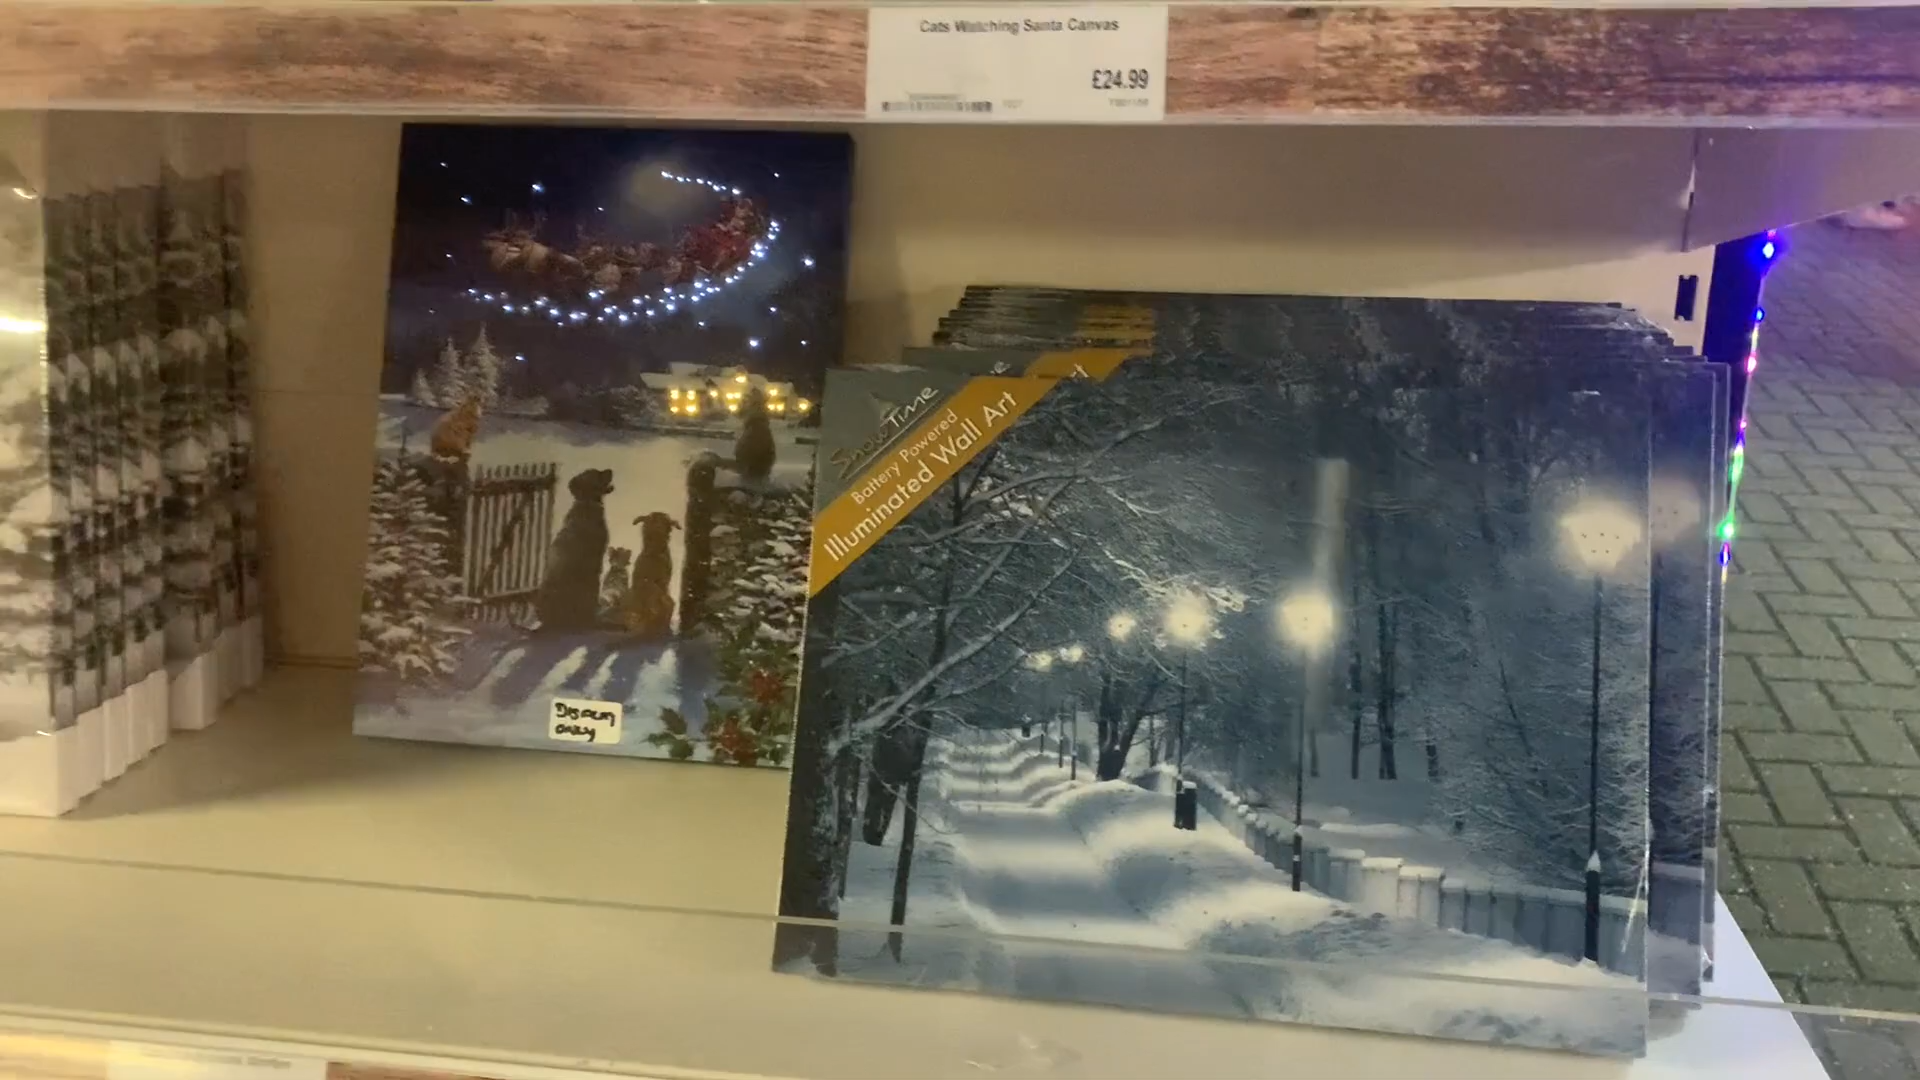 Cats Watching Santa Canvas
£24.99
SnowTime
Battery Powered
Illuminated Wall Art
DISPLAY
ONLY